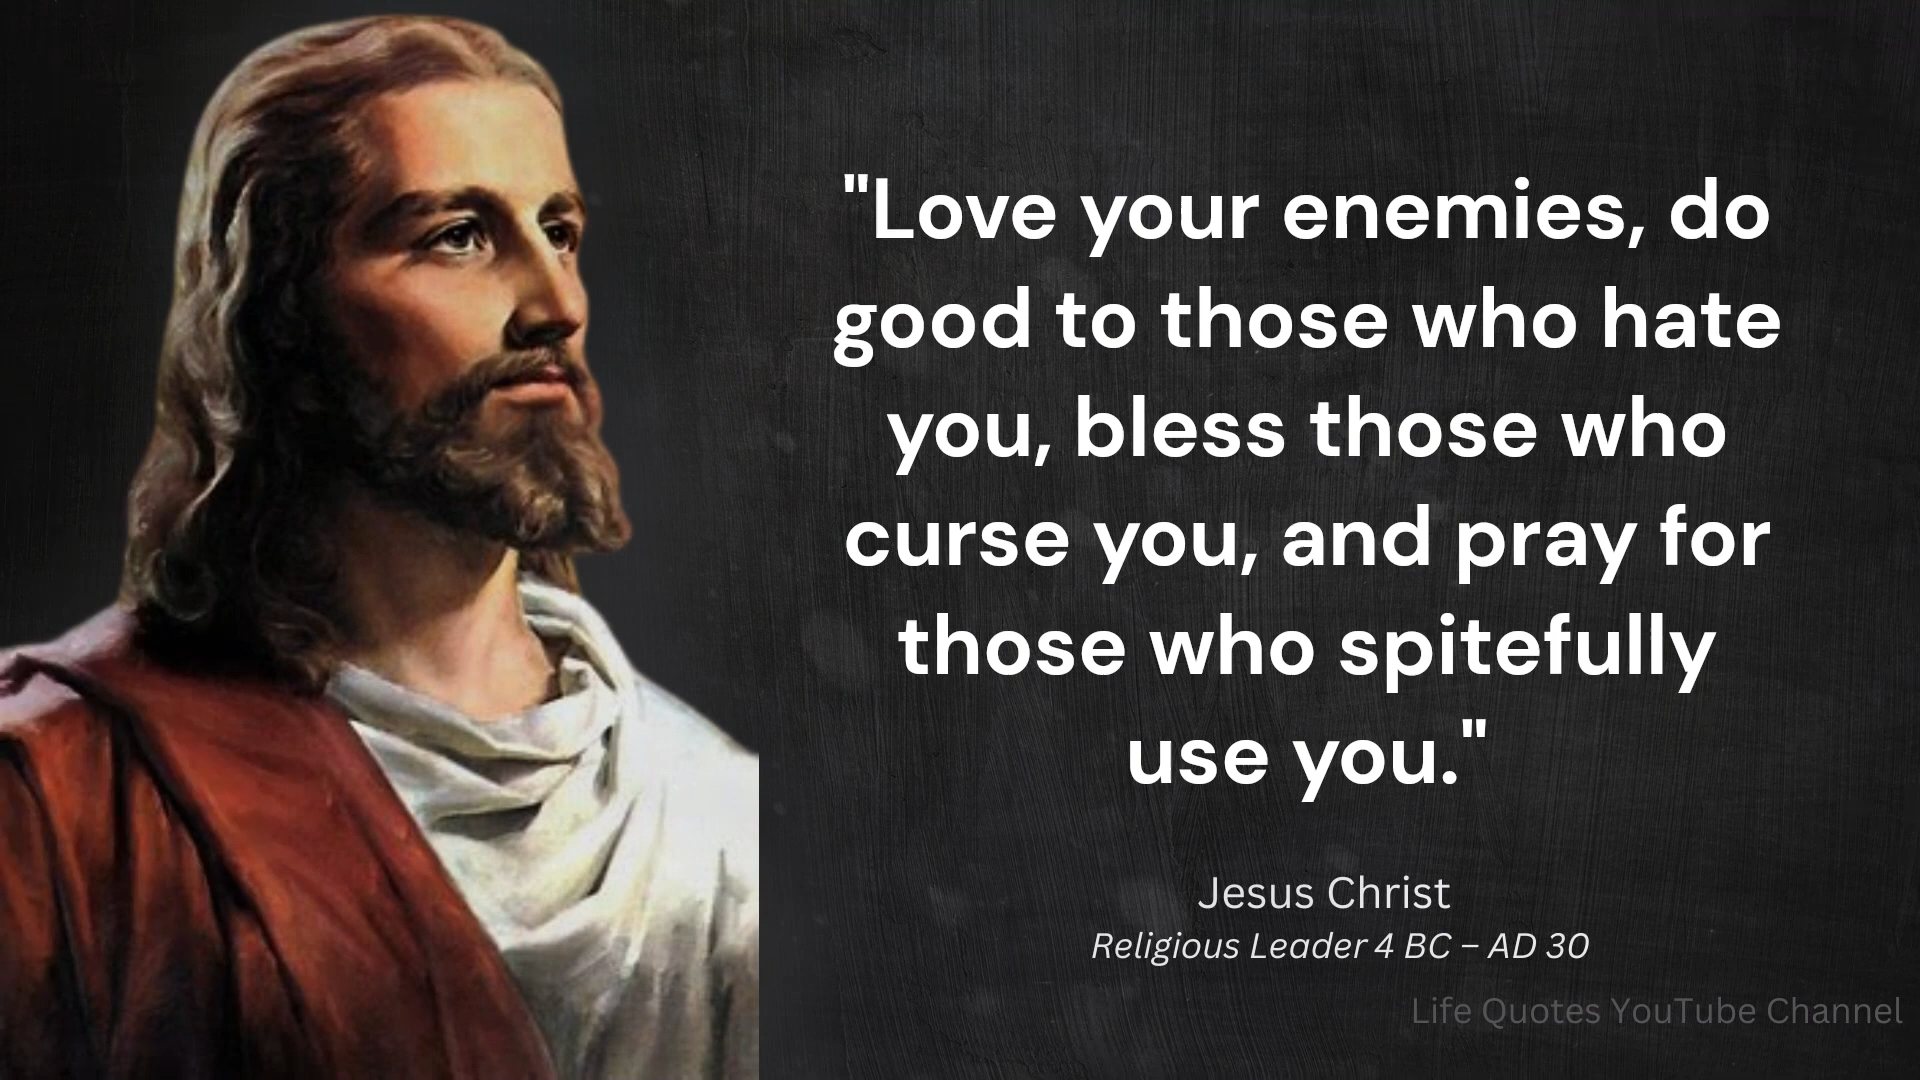 "Love your enemies, do
good to those who hate
you, bless those who
curse you, and pray for
those who spitefully
use you."
Jesus Christ
Religious Leader 4 BC – AD 30
Life Quotes YouTube Channel